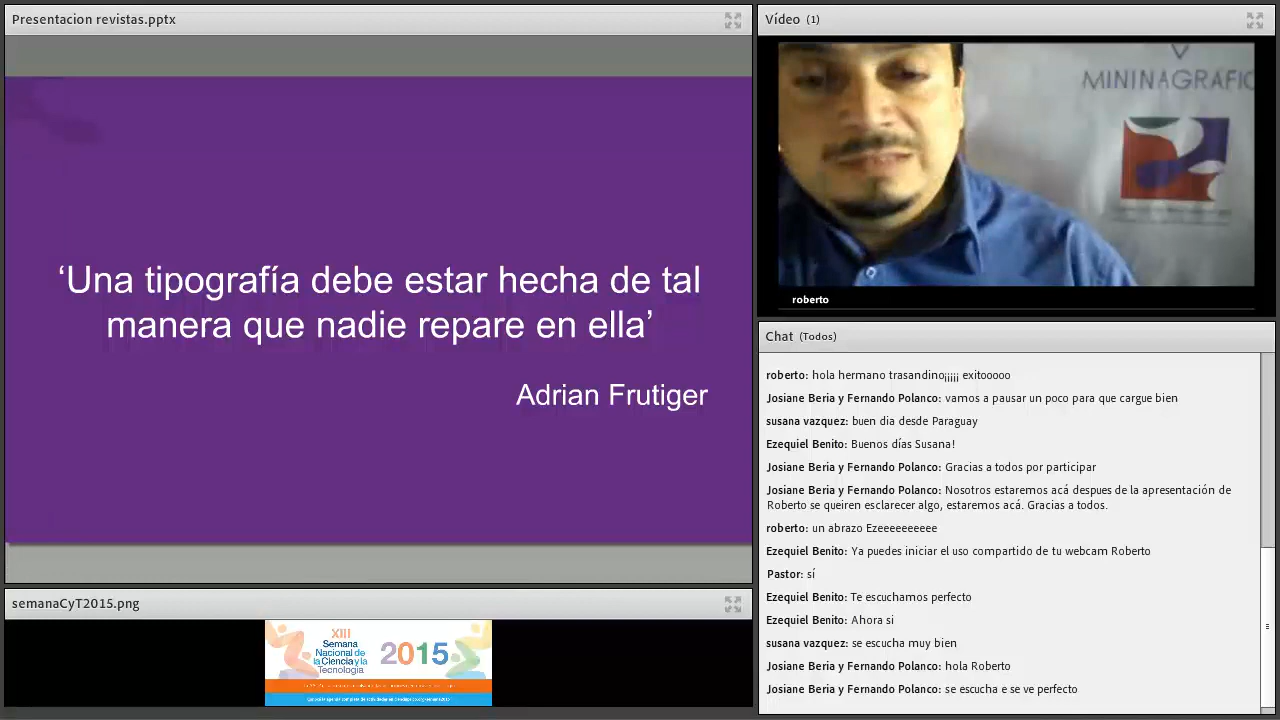 Presentacion revistas.pptx
‘Una tipografía debe estar hecha de tal
manera que nadie repare en ella’
Adrian Frutiger
semanaCyT2015.png
XIII
Semana
Nacional de
la Ciencia y la
Tecnología
2015
Vídeo (1)
MININAGRAFIC
roberto
Chat (Todos)
roberto: hola hermano trasandino¡¡¡¡¡ exitooooo
Josiane Beria y Fernando Polanco: vamos a pausar un poco para que cargue bien
susana vazquez: buen dia desde Paraguay
Ezequiel Benito: Buenos días Susana!
Josiane Beria y Fernando Polanco: Gracias a todos por participar
Josiane Beria y Fernando Polanco: Nosotros estaremos acá despues de la apresentación de
Roberto se queiren esclarecer algo, estaremos acá. Gracias a todos.
roberto: un abrazo Ezeeeeeeeeee
Ezequiel Benito: Ya puedes iniciar el uso compartido de tu webcam Roberto
Pastor: sí
Ezequiel Benito: Te escuchamos perfecto
Ezequiel Benito: Ahora si
susana vazquez: se escucha muy bien
Josiane Beria y Fernando Polanco: hola Roberto
Josiane Beria y Fernando Polanco: se escucha e se ve perfecto